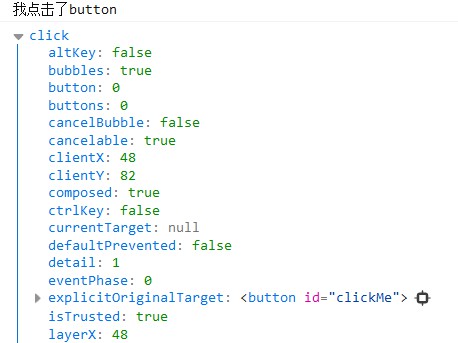 我点击了button
click
altKey: false
bubbles: true
button: 0
buttons: 0
cancelBubble: false
cancelable: true
clientX: 48
clientY: 82
composed: true
ctrlKey: false
currentTarget: null
defaultPrevented: false
detail: 1
eventPhase: 0
explicitOriginalTarget: <button id="clickMe">
isTrusted: true
layerX: 48